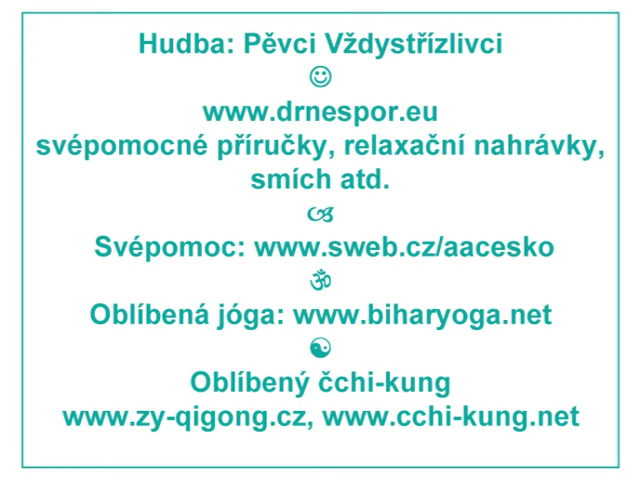 Hudba: Pěvci Vždystřízlivci
☺
www.drnespor.eu
svépomocné příručky, relaxační nahrávky,
smích atd.
🙚
Svépomoc: www.sweb.cz/aacesko
ॐ
Oblíbená jóga: www.biharyoga.net
☯
Oblíbený čchi-kung
www.zy-qigong.cz, www.cchi-kung.net